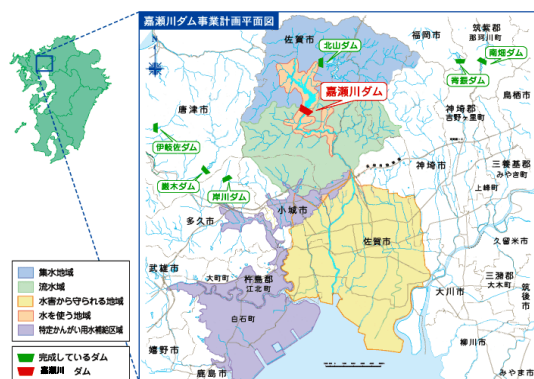 嘉瀬川ダム事業計画平面図
佐賀市
北山ダム
福岡市
筑紫郡
那珂川町
南畑ダム
脊振ダム
嘉瀬川ダム
鳥栖市
神埼郡
吉野ヶ里町
唐津市
伊岐佐ダム
厳木ダム
岸川ダム
神埼市
三養基郡
みやき町
上峰町
小城市
多久市
佐賀市
久留米市
武雄市
大町町
杵島郡
江北町
白石町
大川市
三潴郡
大木町
筑後市
嬉野市
鹿島市
柳川市
みやま市
集水地域
流水域
水害から守られる地域
水を使う地域
特定かんがい用水補給区域
完成しているダム
嘉瀬川 ダム